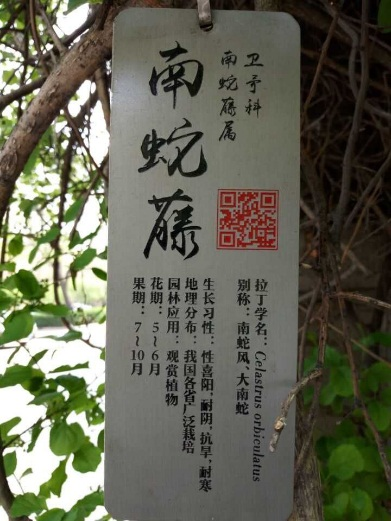 卫矛科
南蛇藤属
南蛇藤
拉丁学名：Celastrus orbiculatus
别称：南蛇风、大南蛇
生长习性：性喜阳,耐阴,抗旱,耐寒
地理分布：我国各省广泛栽培
园林应用：观赏植物
花期：5~6月
果期：7~10月